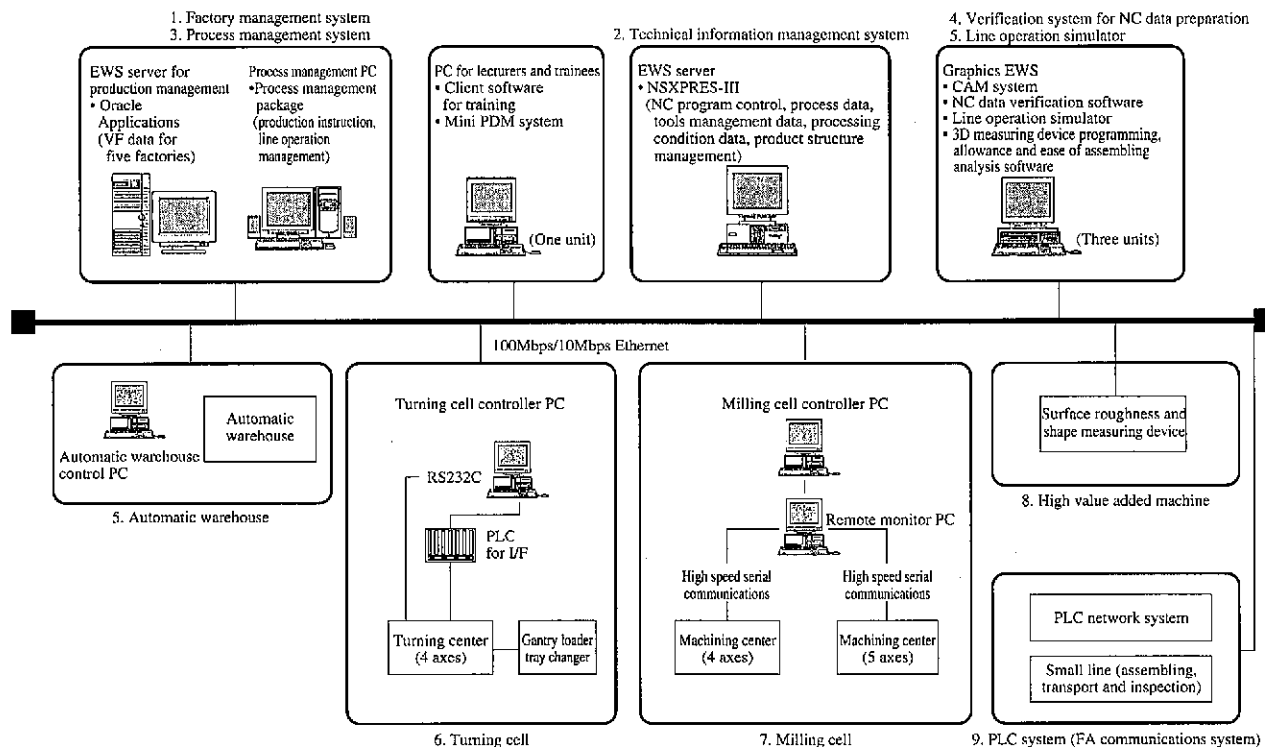 1. Factory management system
3. Process management system
EWS server for
production management
• Oracle
Applications
(VF data for
five factories)
Process management PC
• Process management
package
(production instruction,
line operation
management)
PC for lecturers and trainees
• Client software
for training
• Mini PDM system
(One unit)
2. Technical information management system
EWS server
• NSXPRES-III
(NC program control, process data,
tools management data, processing
condition data, product structure
management)
4. Verification system for NC data preparation
5. Line operation simulator
Graphics EWS
• CAM system
• NC data verification software
• Line operation simulator
• 3D measuring device programming,
allowance and ease of assembling
analysis software
(Three units)
100Mbps/10Mbps Ethernet
Automatic warehouse
control PC
Automatic
warehouse
5. Automatic warehouse
Turning cell controller PC
RS232C
PLC
for I/F
Turning center
(4 axes)
Gantry loader
tray changer
6. Turning cell
Milling cell controller PC
Remote monitor PC
High speed serial
communications
High speed serial
communications
Machining center
(4 axes)
Machining center
(5 axes)
7. Milling cell
Surface roughness and
shape measuring device
8. High value added machine
PLC network system
Small line (assembling,
transport and inspection)
9. PLC system (FA communications system)